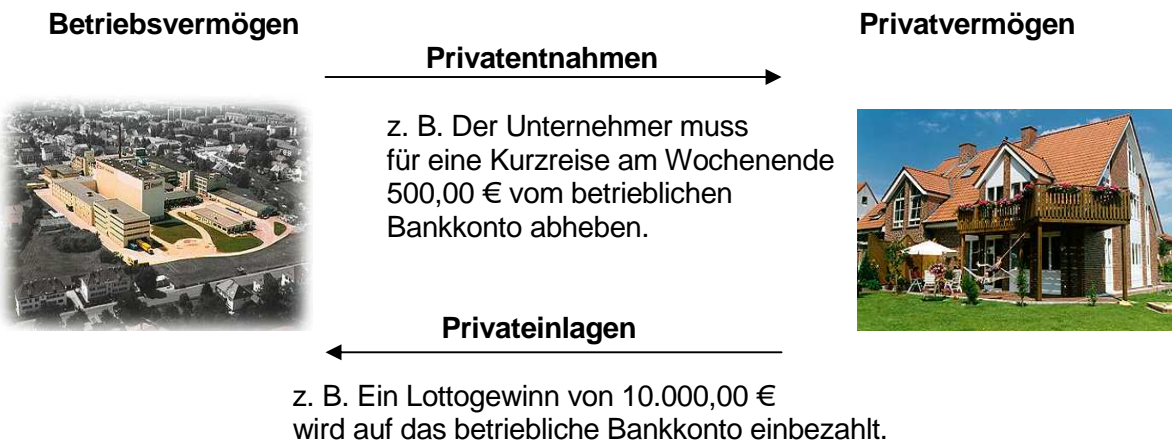 Betriebsvermögen
Privatvermögen
Privatentnahmen
z. B. Der Unternehmer muss
für eine Kurzreise am Wochenende
500,00 € vom betrieblichen
Bankkonto abheben.
Privateinlagen
z. B. Ein Lottogewinn von 10.000,00 €
wird auf das betriebliche Bankkonto einbezahlt.